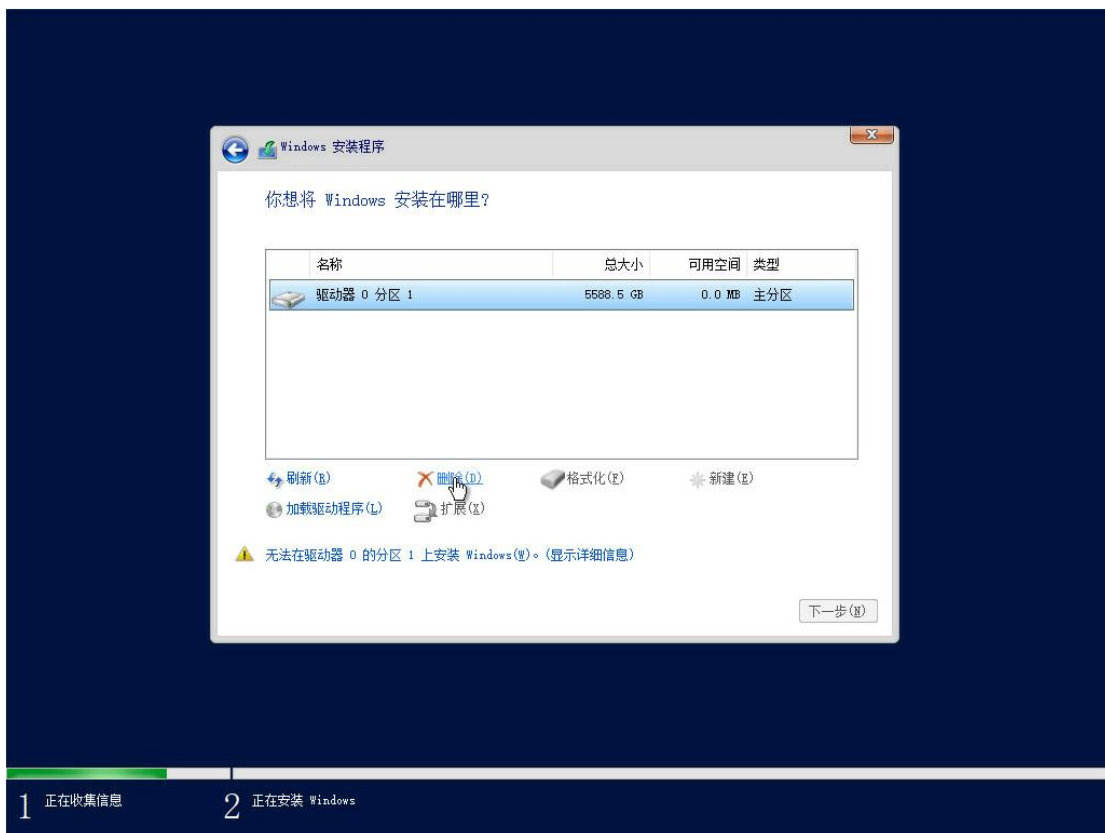 Windows 安装程序
你想将 Windows 安装在哪里?
名称 总大小 可用空间 类型
驱动器 0 分区 1 5588.5 GB 0.0 MB 主分区
刷新(R) 删除(D) 格式化(F) 新建(E)
加载驱动程序(L) 扩展(X)
无法在驱动器 0 的分区 1 上安装 Windows(W)。(显示详细信息)
下一步(N)
1 正在收集信息 2 正在安装 Windows